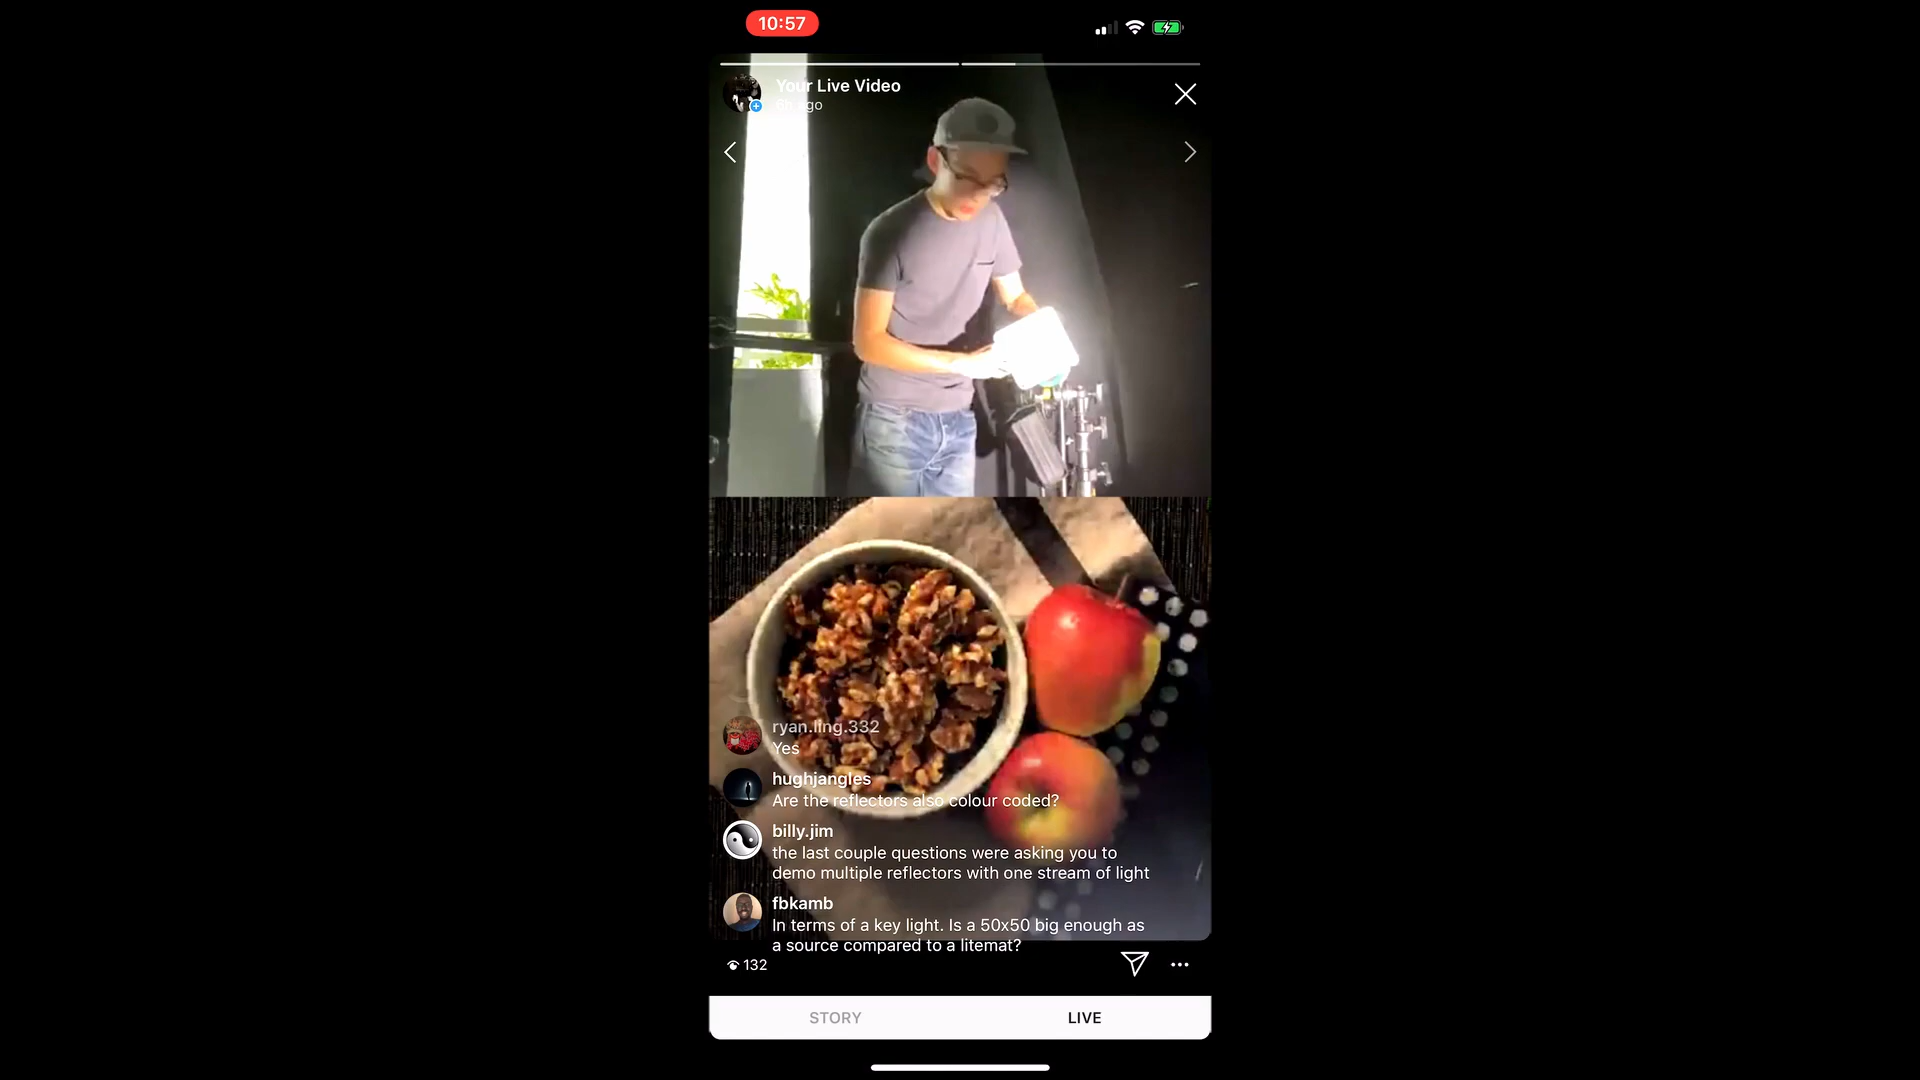 10:57
Your Live Video
6h ago
ryan.ling.332
Yes
hughjangles
Are the reflectors also colour coded?
billy.jim
the last couple questions were asking you to
demo multiple reflectors with one stream of light
fbkamb
In terms of a key light. Is a 50x50 big enough as
a source compared to a litemat?
132
STORY
LIVE